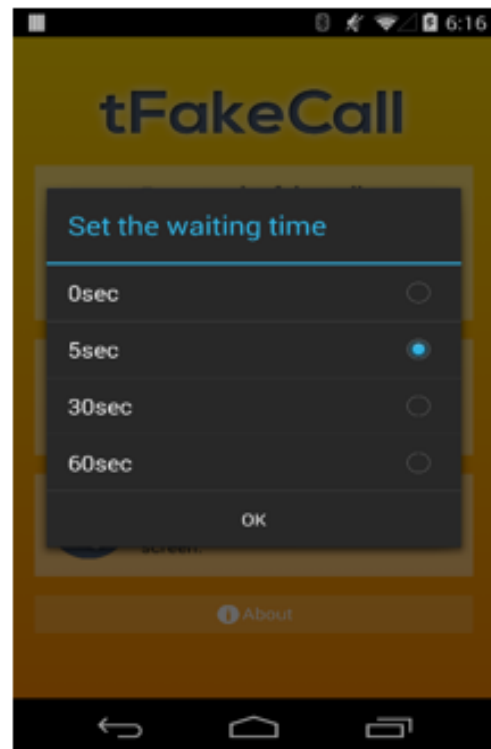 6:16
tFakeCall
Set the waiting time
0sec
5sec
30sec
60sec
OK
screen.
About